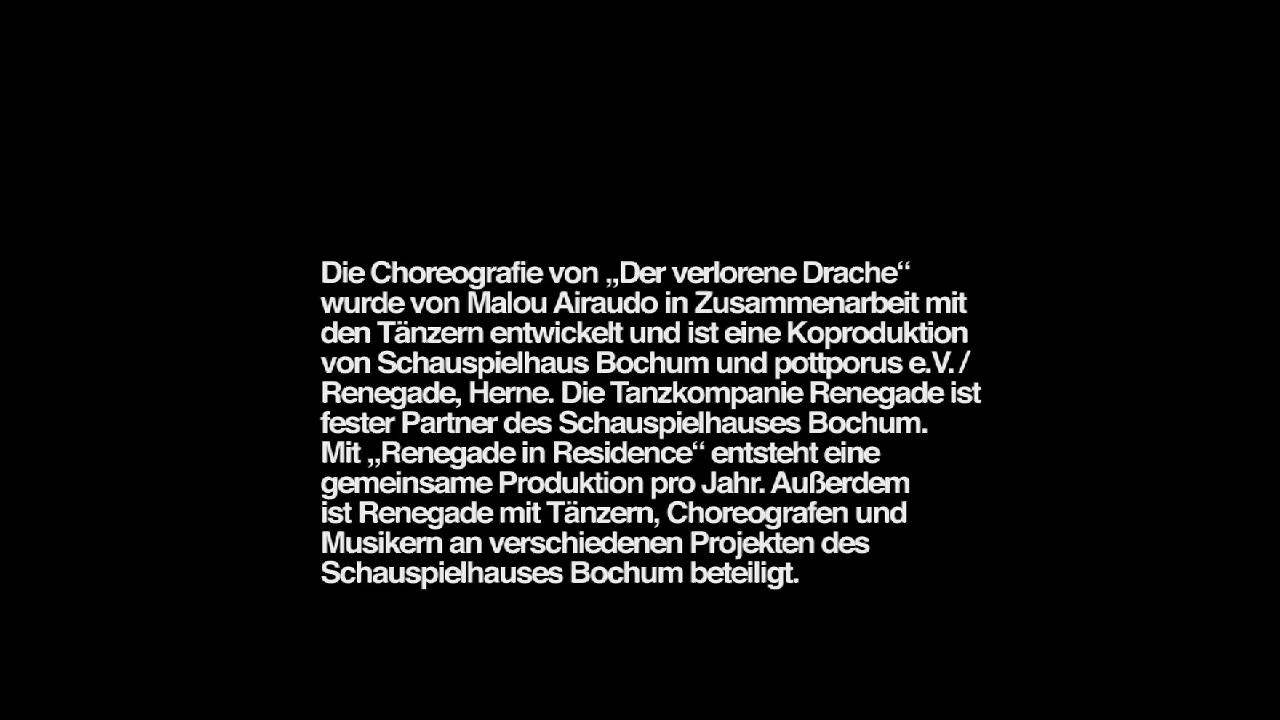 Die Choreografie von „Der verlorene Drache“
wurde von Malou Airaudo in Zusammenarbeit mit
den Tänzern entwickelt und ist eine Koproduktion
von Schauspielhaus Bochum und pottporus e.V. /
Renegade, Herne. Die Tanzkompanie Renegade ist
fester Partner des Schauspielhauses Bochum.
Mit „Renegade in Residence“ entsteht eine
gemeinsame Produktion pro Jahr. Außerdem
ist Renegade mit Tänzern, Choreografen und
Musikern an verschiedenen Projekten des
Schauspielhauses Bochum beteiligt.